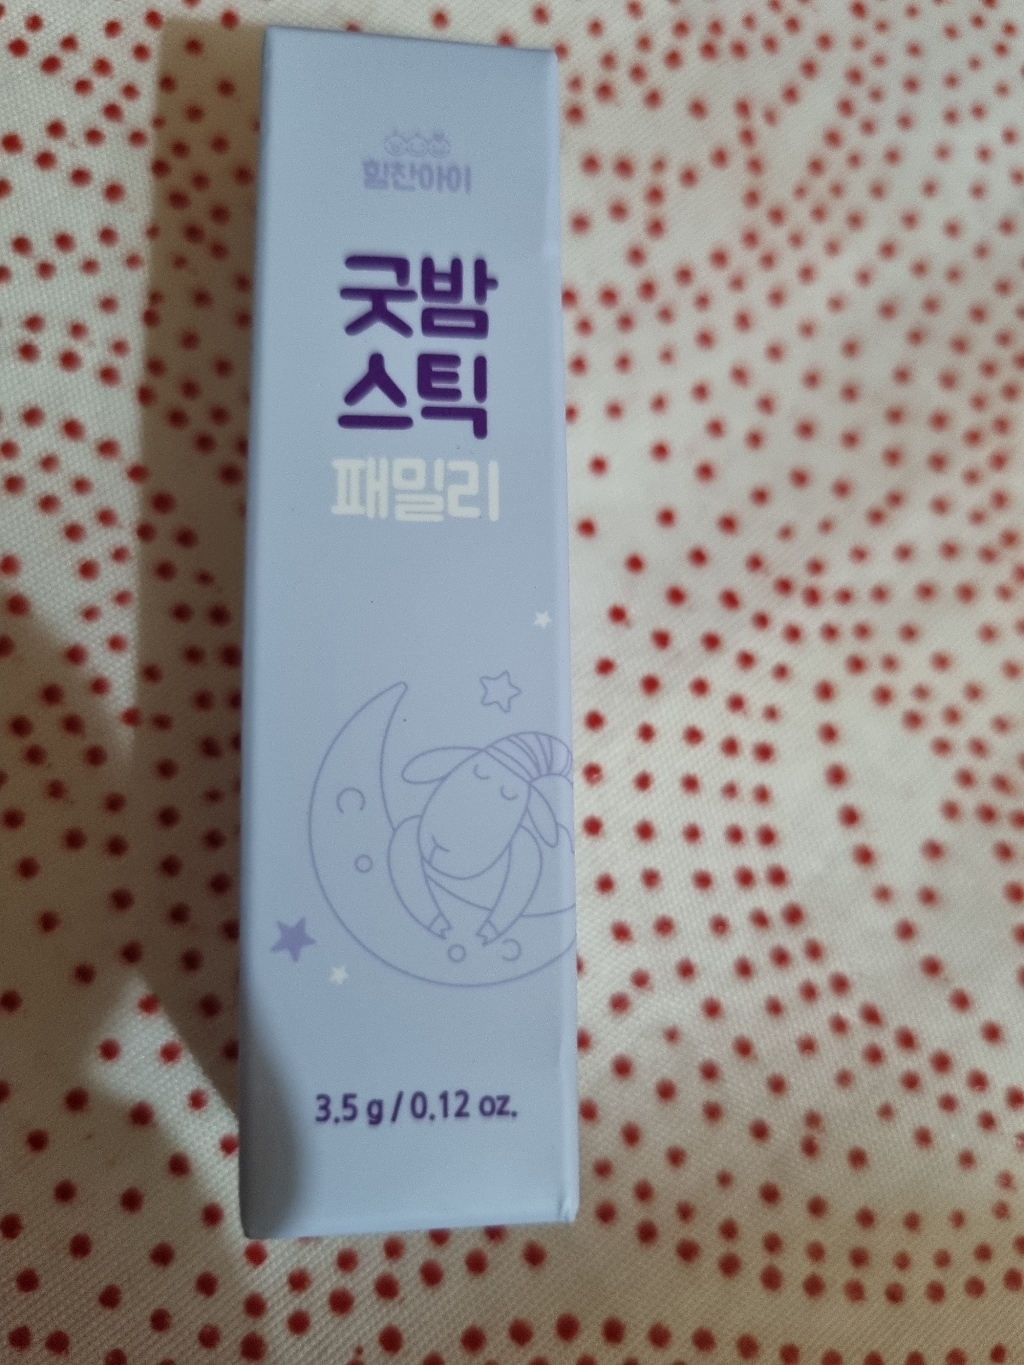 힘찬아이
굿밤
스틱
패밀리
3.5 g / 0.12 oz.